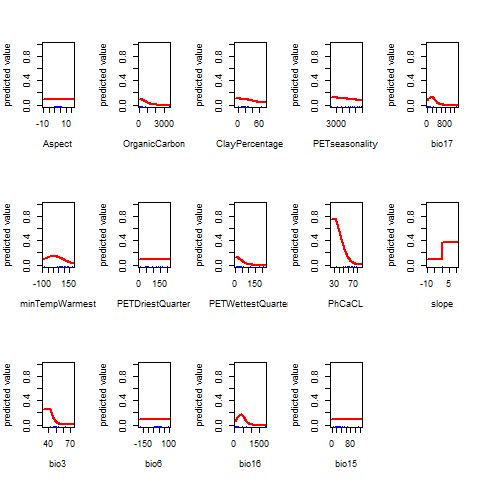 predicted value predicted value predicted value predicted value predicted value
0.0 0.4 0.8 0.0 0.4 0.8 0.0 0.4 0.8 0.0 0.4 0.8 0.0 0.4 0.8
-10 10 0 3000 0 60 3000 0 800
Aspect OrganicCarbon ClayPercentage PETseasonality bio17
predicted value predicted value predicted value predicted value predicted value
0.0 0.4 0.8 0.0 0.4 0.8 0.0 0.4 0.8 0.0 0.4 0.8 0.0 0.4 0.8
-100 150 0 150 0 150 30 70 -10 5
minTempWarmest PETDriestQuarter PETWettestQuarte PhCaCL slope
predicted value predicted value predicted value predicted value
0.0 0.4 0.8 0.0 0.4 0.8 0.0 0.4 0.8 0.0 0.4 0.8
40 70 -150 100 0 1500 0 80
bio3 bio6 bio16 bio15